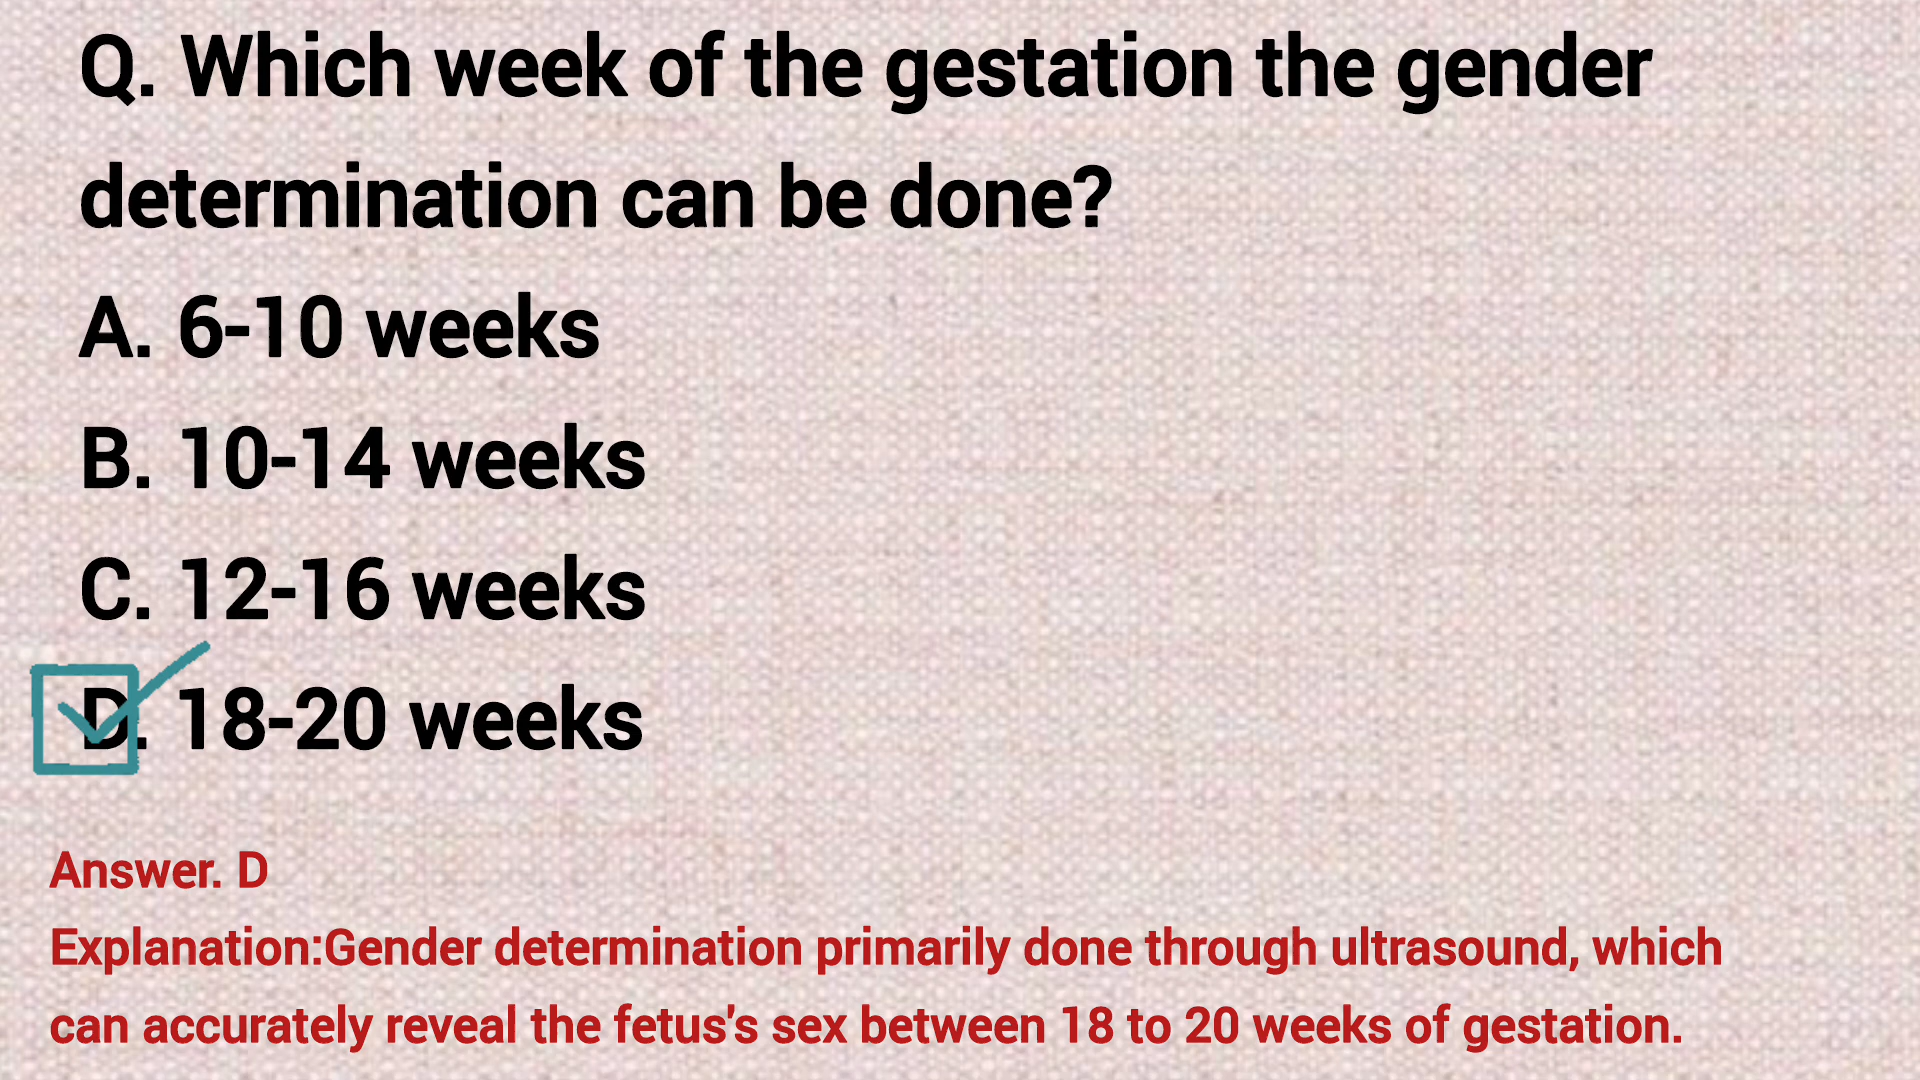 Q. Which week of the gestation the gender
determination can be done?
A. 6-10 weeks
B. 10-14 weeks
C. 12-16 weeks
D. 18-20 weeks
Answer. D
Explanation:Gender determination primarily done through ultrasound, which
can accurately reveal the fetus's sex between 18 to 20 weeks of gestation.